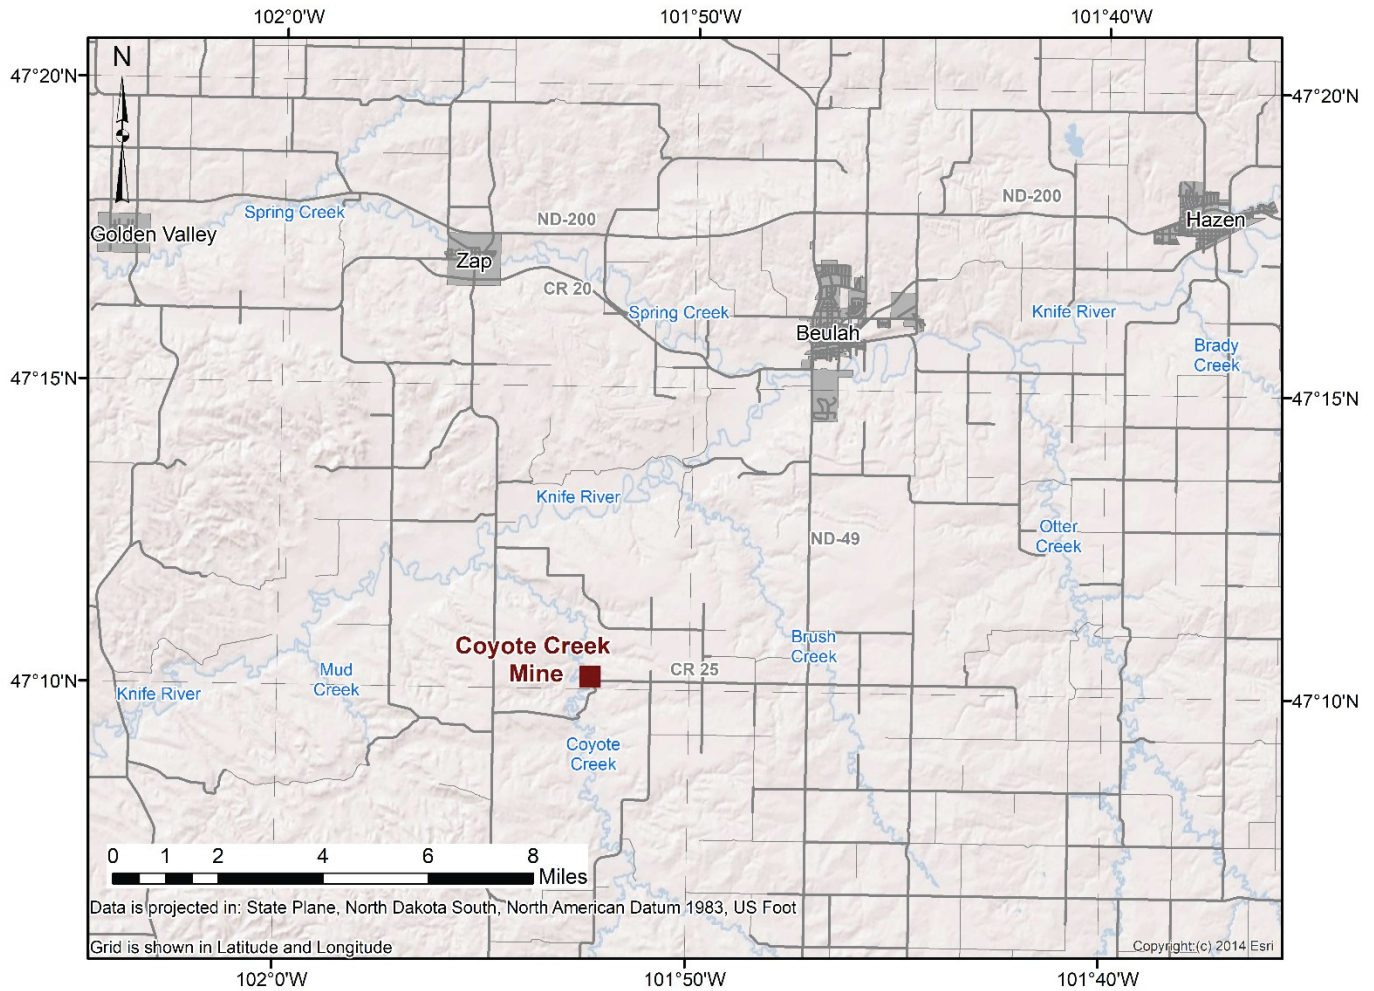 102°0'W 101°50'W 101°40'W
N
47°20'N
47°20'N
ND-200
Spring Creek
ND-200
Hazen
Golden Valley
Zap
CR 20
Spring Creek
Knife River
Beulah
Brady
Creek
47°15'N
47°15'N
Knife River
Otter
Creek
ND-49
Coyote Creek
Mine
Brush
Creek
CR 25
Mud
Creek
47°10'N
Knife River
47°10'N
Coyote
Creek
0 1 2 4 6 8
Miles
Data is projected in: State Plane, North Dakota South, North American Datum 1983, US Foot
Grid is shown in Latitude and Longitude
Copyright:(c) 2014 Esri
102°0'W 101°50'W 101°40'W